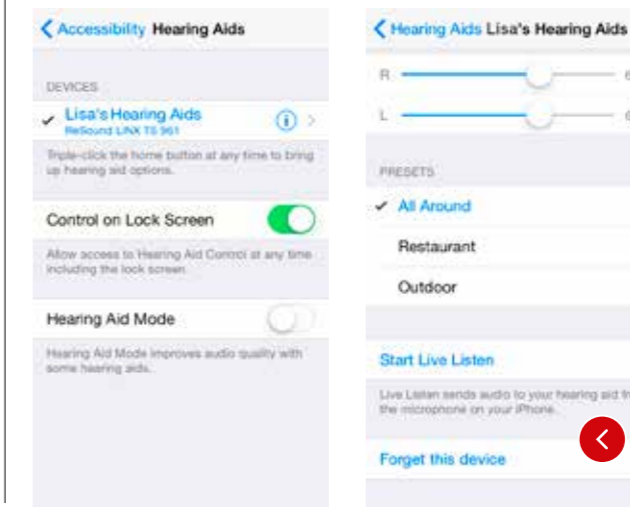 Accessibility Hearing Aids
DEVICES
Lisa's Hearing Aids
ReSound LiNX TS 961
Triple-click the home button at any time to bring
up hearing aid options.
Control on Lock Screen
Allow access to Hearing Aid Control at any time
including the lock screen.
Hearing Aid Mode
Hearing Aid Mode improves audio quality with
some hearing aids.
Hearing Aids Lisa's Hearing Aids
R
L
PRESETS
All Around
Restaurant
Outdoor
Start Live Listen
Live Listen sends audio to your hearing aid
the microphone on your iPhone.
Forget this device